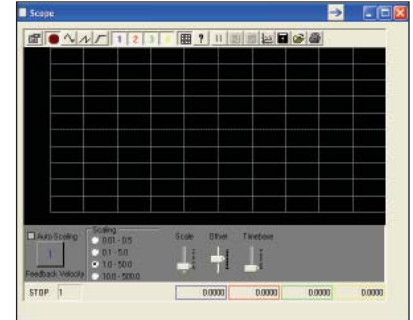 Scope
1 2 3 4 ?
Auto Scaling
Scaling
0.01 - 0.5
0.1 - 5.0
1.0 - 50.0
10.0 - 500.0
Scale Offset Timebase
1
Feedback Velocity
STOP 1 0.0000 0.0000 0.0000 0.0000